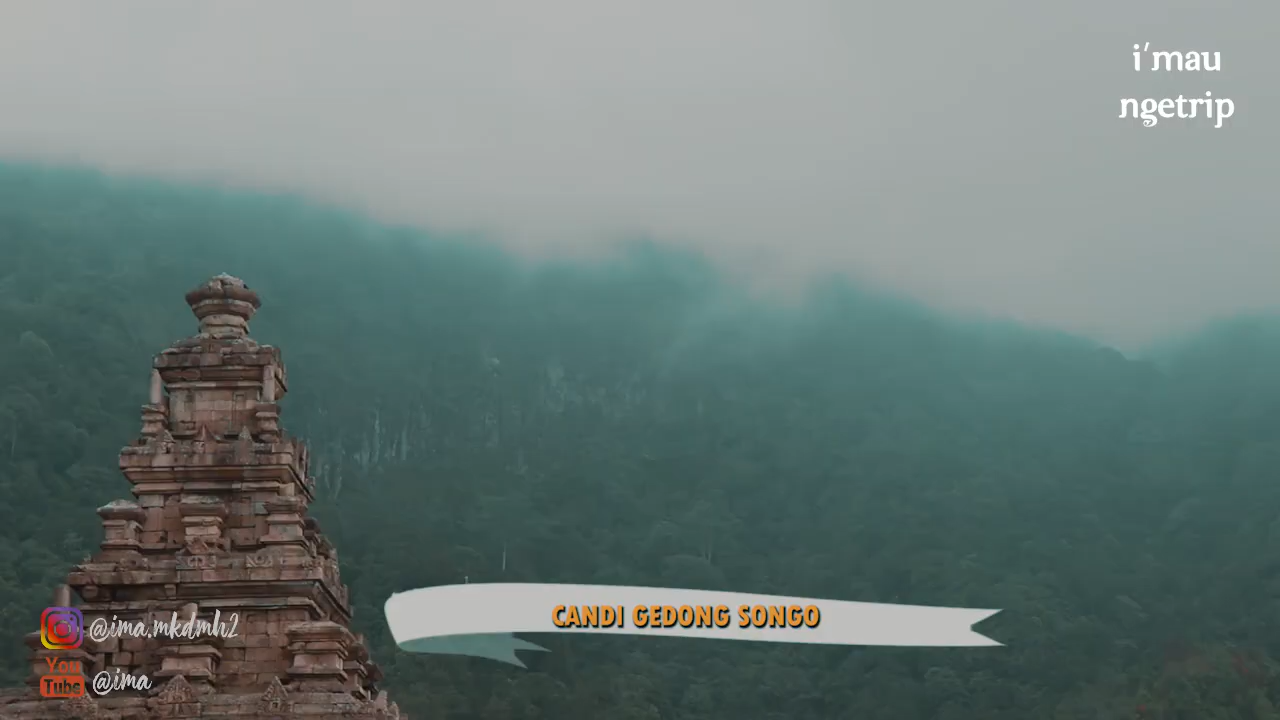 i'mau
ngetrip
CANDI GEDONG SONGO
@ima.mkdmh2
You
Tube
@ima